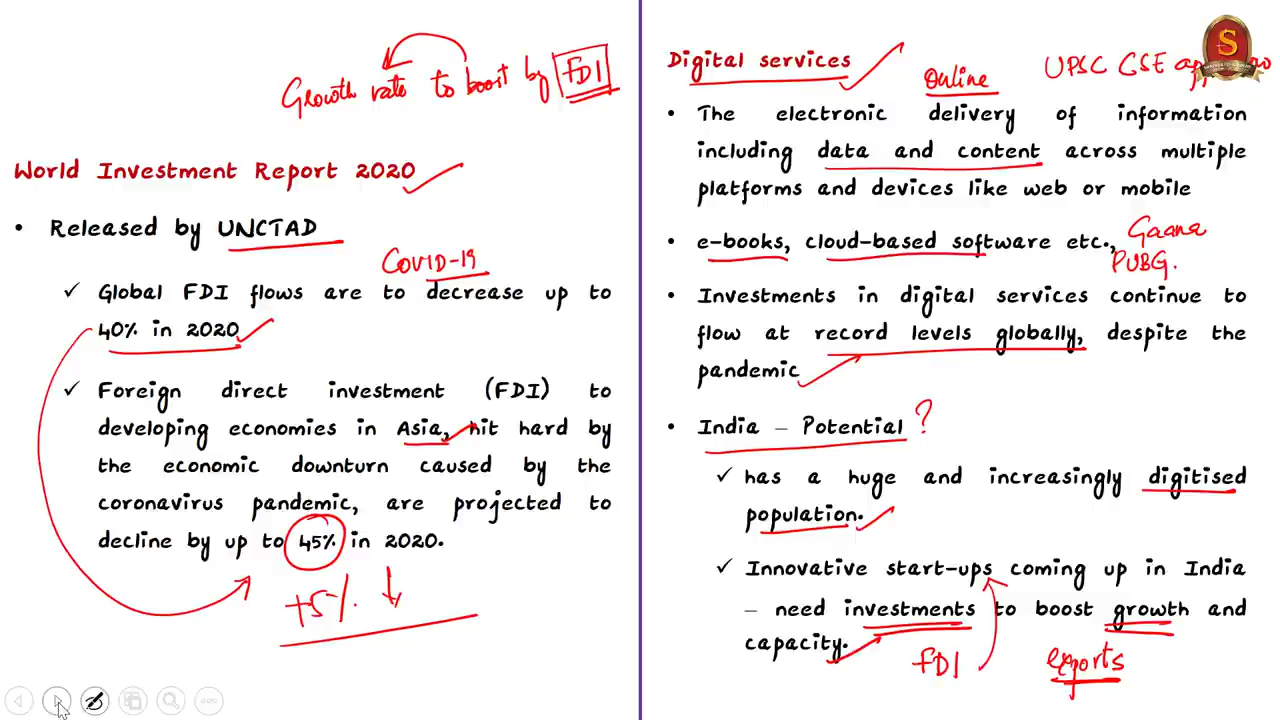 Growth rate to boost by FDI
World Investment Report 2020
• Released by UNCTAD
COVID-19
✓ Global FDI flows are to decrease up to
40% in 2020
✓ Foreign direct investment (FDI) to
developing economies in Asia, hit hard by
the economic downturn caused by the
coronavirus pandemic, are projected to
decline by up to 45% in 2020.
+5% ↓
Digital services
Online
UPSC CSE
S
• The electronic delivery of information
including data and content across multiple
platforms and devices like web or mobile
• e-books, cloud-based software etc., Gaana
PUBG.
• Investments in digital services continue to
flow at record levels globally, despite the
pandemic
• India – Potential ?
✓ has a huge and increasingly digitised
population.
✓ Innovative start-ups coming up in India
– need investments to boost growth and
capacity.
FDI
exports